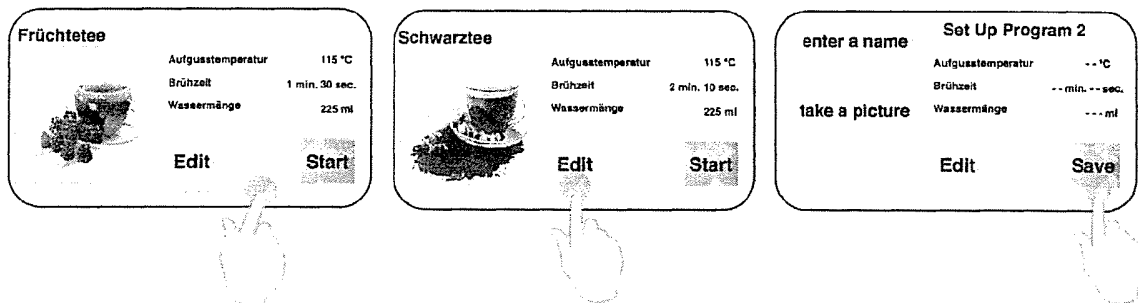 Früchtetee
Aufgusstemperatur 115 °C
Brühzeit 1 min. 30 sec.
Wassermänge 225 ml
Edit Start
Schwarztee
Aufgusstemperatur 115 °C
Brühzeit 2 min. 10 sec.
Wassermänge 225 ml
Edit Start
enter a name Set Up Program 2
Aufgusstemperatur - - °C
Brühzeit - - min. - - sec.
take a picture Wassermänge - - - ml
Edit Save